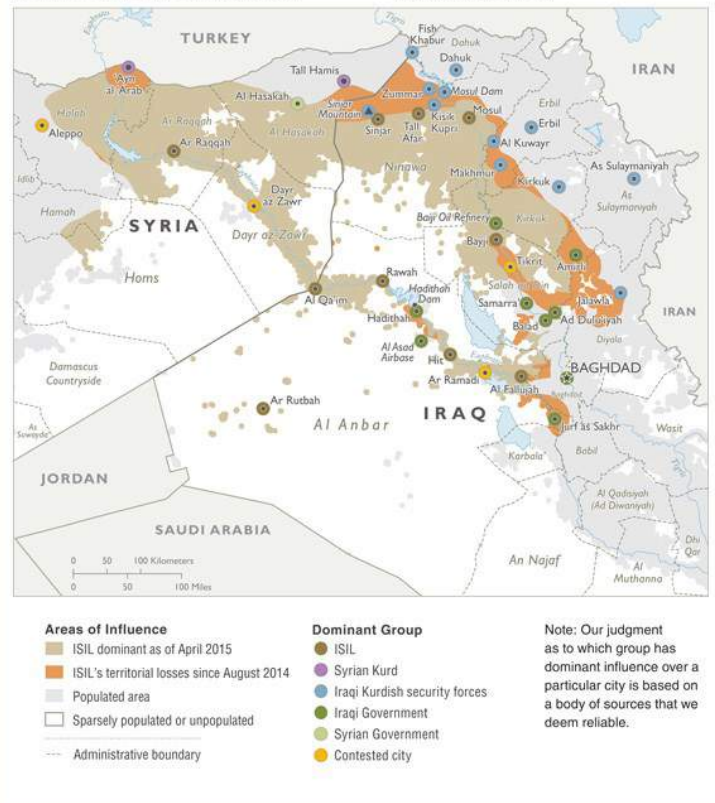 TURKEY
Tigris
Fish
Khabur
Dahuk
Dahuk
IRAN
Tall Hamis
Ayn
al Arab
Al Hasakah
Zummar
Mosul Dam
Sinjar
Mountain
Erbil
Halab
Aleppo
Ar Raqqah
Al Hasakah
Sinjar
Tall
Afar
Kisik
Kupri
Mosul
Erbil
Al Kuwayr
Ar Raqqah
Ninawa
Makhmur
Kirkuk
As Sulaymaniyah
As
Sulaymaniyah
Idlib
Hamah
Dayr
az Zawr
SYRIA
Dayr az Zawr
Baiji Oil Refinery
Kirkuk
Bayji
Homs
Tikrit
Amirli
Rawah
Salah ad Din
Al Qa'im
Hadithah
Dam
Samarra
Jalawla
IRAN
Hadithah
Balad
Ad Duluiyah
Al Asad
Airbase
Hit
Diyala
Damascus
Countryside
Ar Ramadi
Al Fallujah
BAGHDAD
Baghdad
Ar Rutbah
Al Anbar
IRAQ
Jurf as Sakhr
As
Suwayda'
Wasit
Karbala'
Babil
Tigris
JORDAN
Al Qadisiyah
(Ad Diwaniyah)
SAUDI ARABIA
Dhi
Qar
An Najaf
Al
Muthanna
0 50 100 Kilometers
0 50 100 Miles
Areas of Influence
ISIL dominant as of April 2015
ISIL's territorial losses since August 2014
Populated area
Sparsely populated or unpopulated
Administrative boundary
Dominant Group
ISIL
Syrian Kurd
Iraqi Kurdish security forces
Iraqi Government
Syrian Government
Contested city
Note: Our judgment
as to which group has
dominant influence over a
particular city is based on
a body of sources that we
deem reliable.